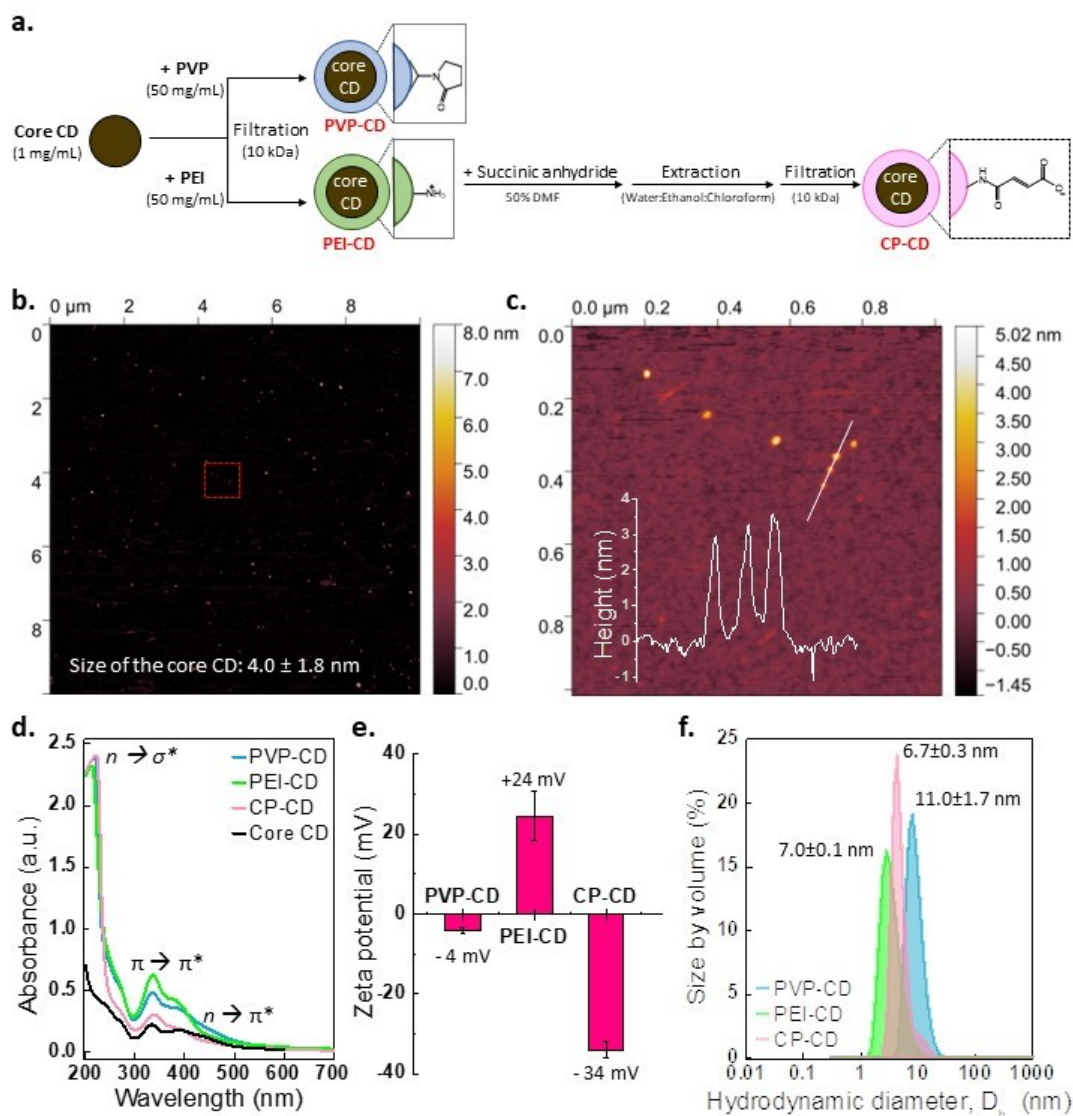 a.
+ PVP
(50 mg/mL)
core
CD
N
O
PVP-CD
Core CD
(1 mg/mL)
Filtration
(10 kDa)
+ PEI
(50 mg/mL)
core
CD
NH₃
+
PEI-CD
+ Succinic anhydride
50% DMF
Extraction
(Water:Ethanol:Chloroform)
Filtration
(10 kDa)
core
CD
NH
O
O
O
CP-CD
b.
0 µm 2 4 6 8
0
2
4
6
8
8.0 nm
7.0
6.0
5.0
4.0
3.0
2.0
1.0
0.0
Size of the core CD: 4.0 ± 1.8 nm
c.
0.0 µm 0.2 0.4 0.6 0.8
0.0
0.2
0.4
0.6
0.8
5.02 nm
4.50
4.00
3.50
3.00
2.50
2.00
1.50
1.00
0.50
0.00
−0.50
−1.45
Height (nm)
4
3
2
1
0
-1
d.
n → σ*
PVP-CD
PEI-CD
CP-CD
Core CD
π → π*
n → π*
Absorbance (a.u.)
2.5
2.0
1.5
1.0
0.5
0.0
200 300 400 500 600 700
Wavelength (nm)
e.
Zeta potential (mV)
40
20
0
-20
-40
+24 mV
PVP-CD
CP-CD
PEI-CD
- 4 mV
- 34 mV
f.
Size by volume (%)
25
20
15
10
5
0
6.7±0.3 nm
11.0±1.7 nm
7.0±0.1 nm
PVP-CD
PEI-CD
CP-CD
0.01 0.1 1 10 100 1000
Hydrodynamic diameter, Dₕ (nm)